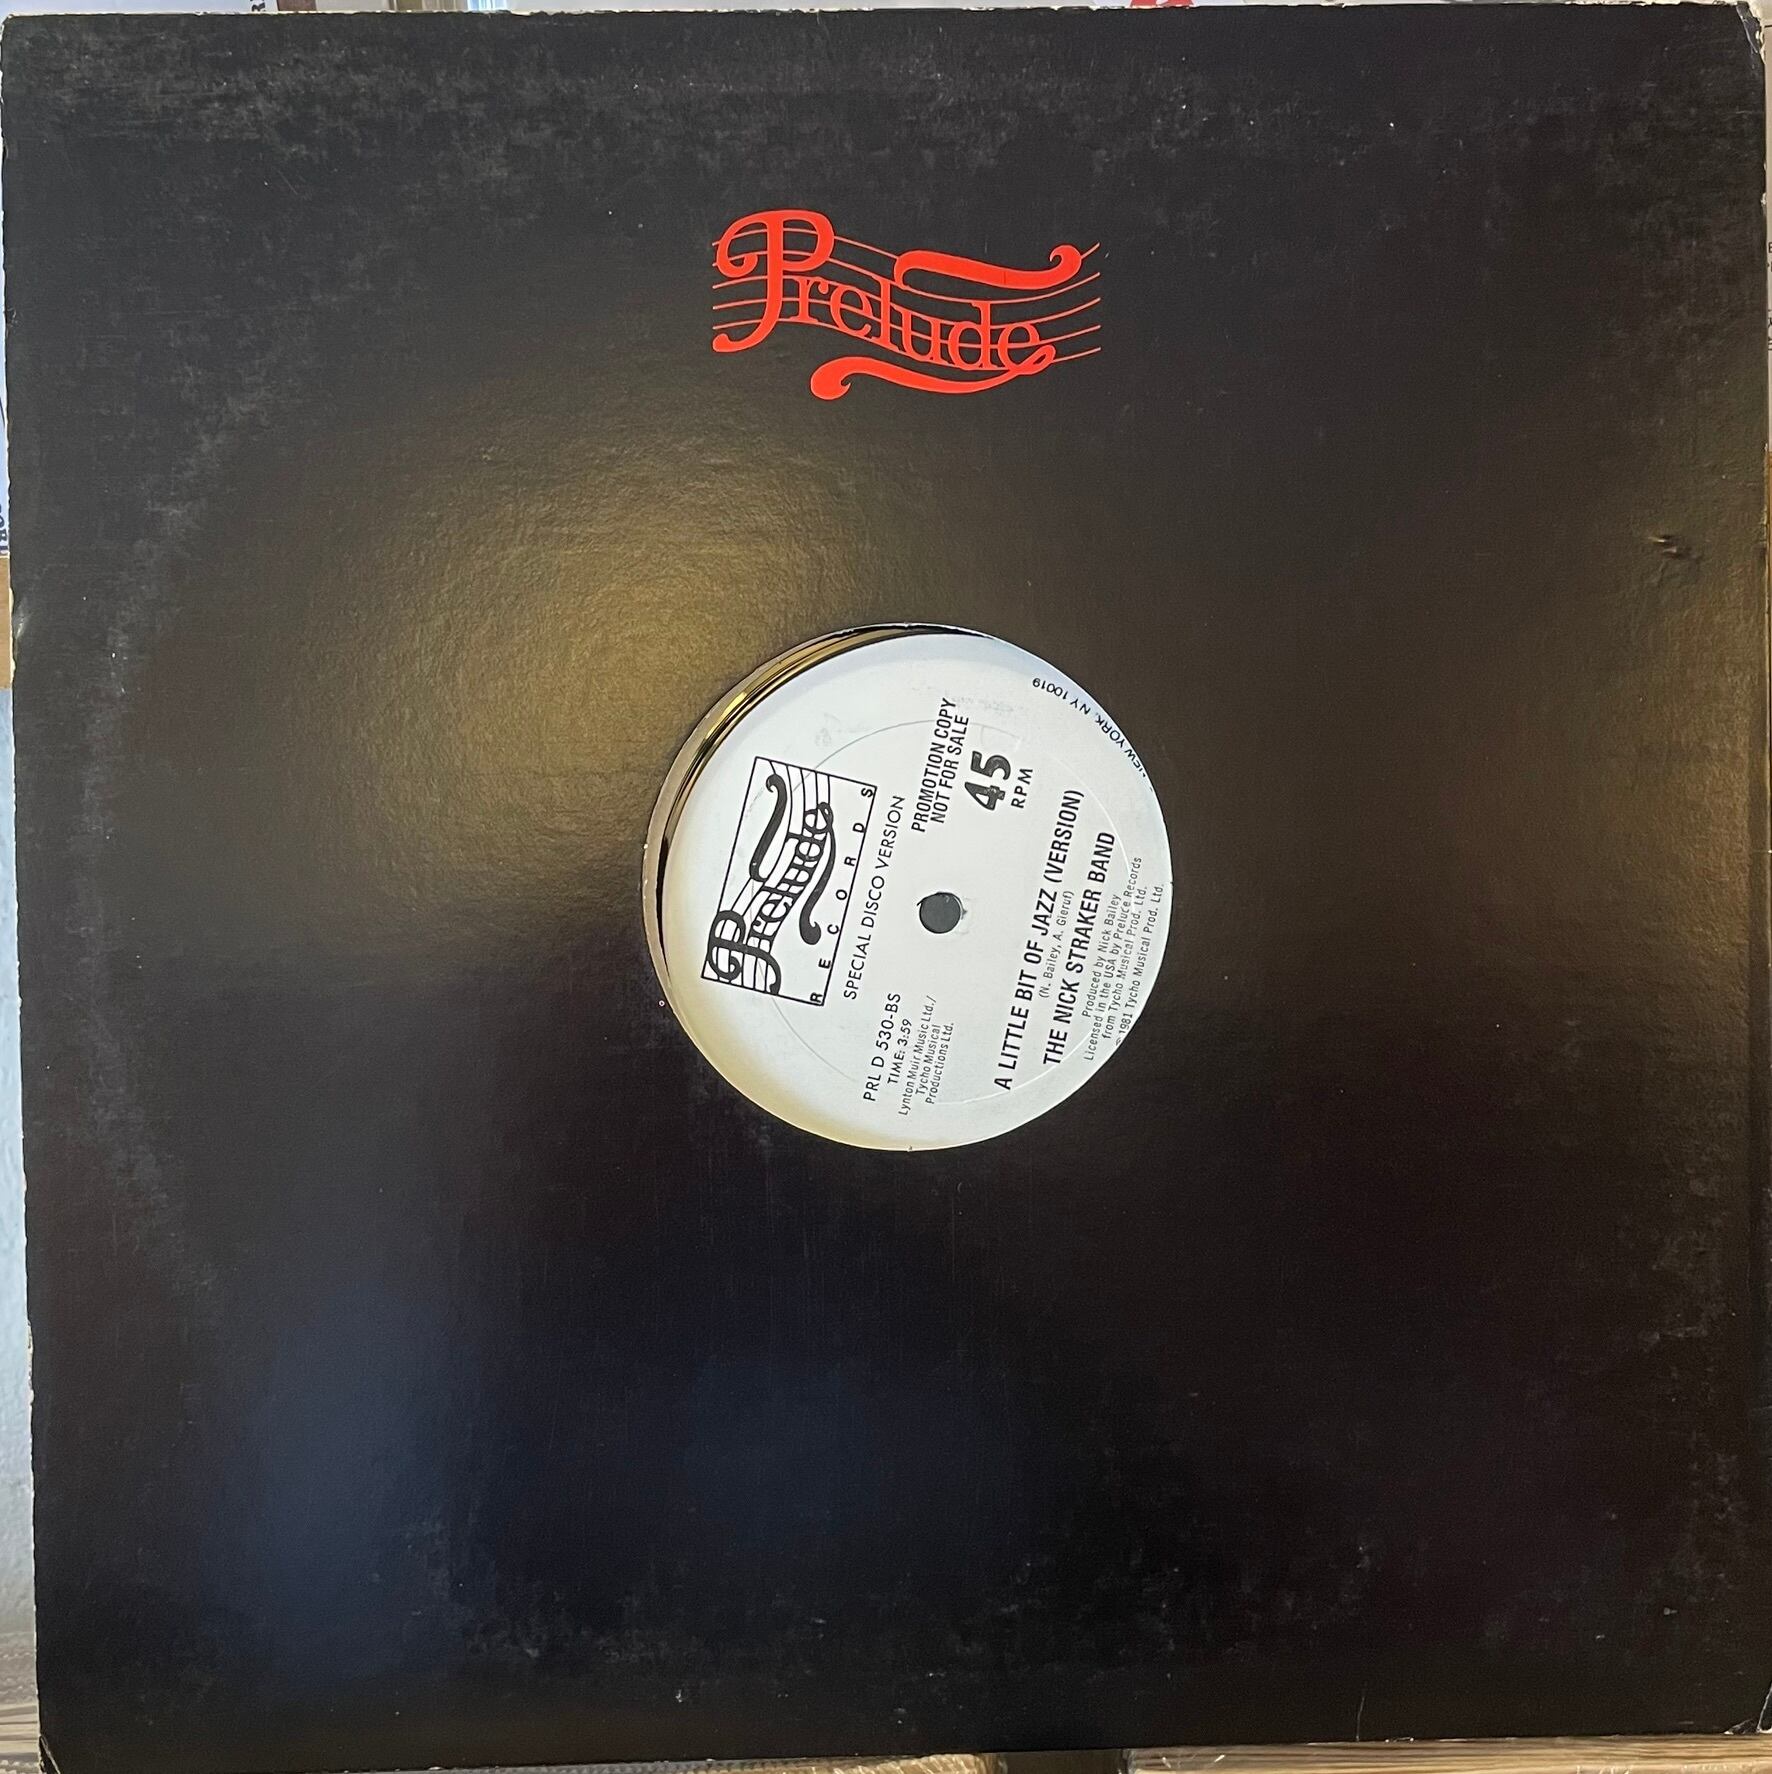 Prelude
Prelude
RECORDS
SPECIAL DISCO VERSION
PRL D 530-BS
TIME: 3:59
Lynton Muir Music Ltd./
Tycho Musical
Productions Ltd.
PROMOTION COPY
NOT FOR SALE
45
RPM
A LITTLE BIT OF JAZZ (VERSION)
(N. Bailey, A. Gieruf)
THE NICK STRAKER BAND
Produced by Nick Bailey
Licensed in the USA by Prelude Records
from Tycho Musical Prod. Ltd.
℗ 1981 Tycho Musical Prod. Ltd.
NEW YORK, NY 10019